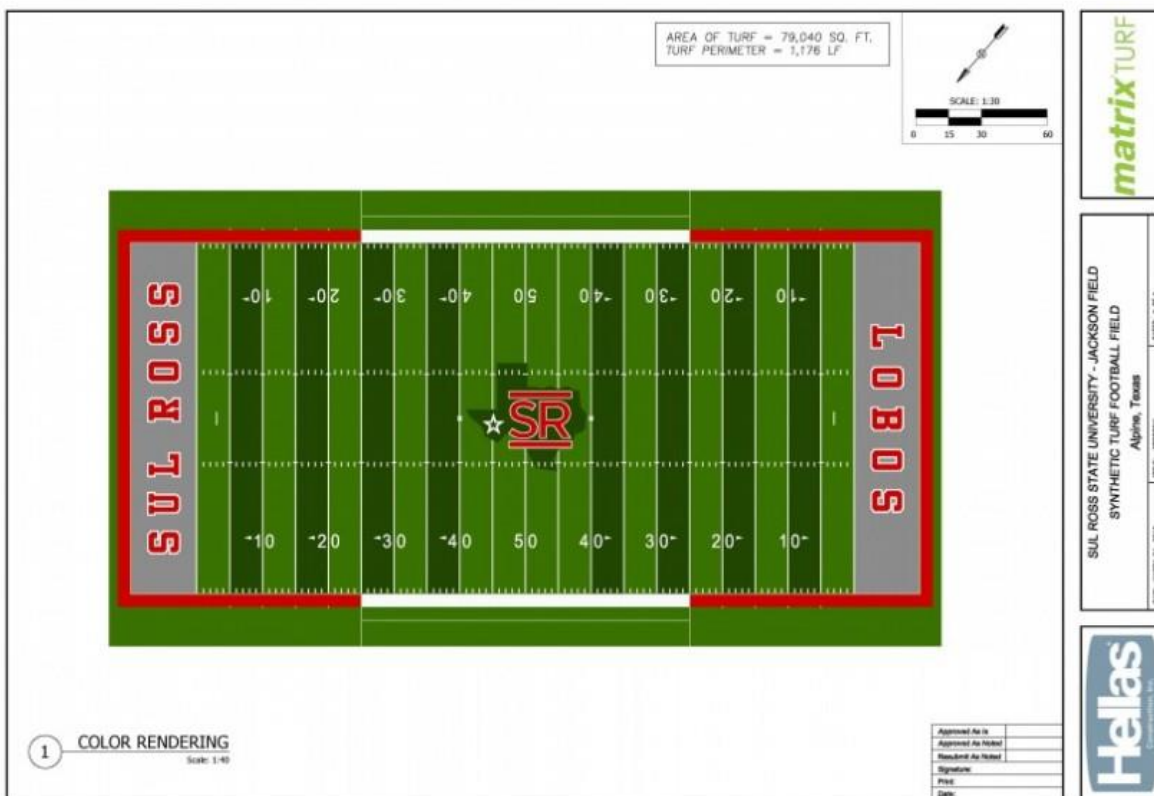 AREA OF TURF = 79,040 SQ. FT.
TURF PERIMETER = 1,176 LF
SCALE: 1:30
0 15 30 60
matrixTURF
SUL ROSS STATE UNIVERSITY - JACKSON FIELD
SYNTHETIC TURF FOOTBALL FIELD
Alpine, Texas
10 20 30 40 50 40 30 20 10
SUL ROSS
SR
LOBOS
10 20 30 40 50 40 30 20 10
1
COLOR RENDERING
Scale: 1:40
Approved As Is
Approved As Noted
Resubmit As Noted
Signature:
Print:
Date:
Hellas